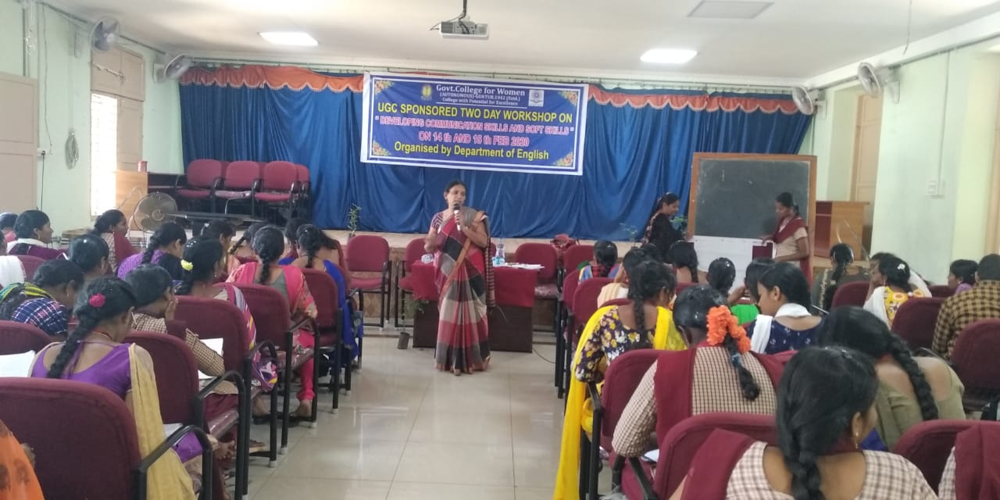 Govt.College for Women
(AUTONOMOUS)-GUNTUR.1942 (Estd.)
College with Potential for Excellence
UGC SPONSORED TWO DAY WORKSHOP ON
" DEVELOPING COMMUNICATION SKILLS AND SOFT SKILLS "
ON 14 th AND 15 th FEB 2020
Organised by Department of English